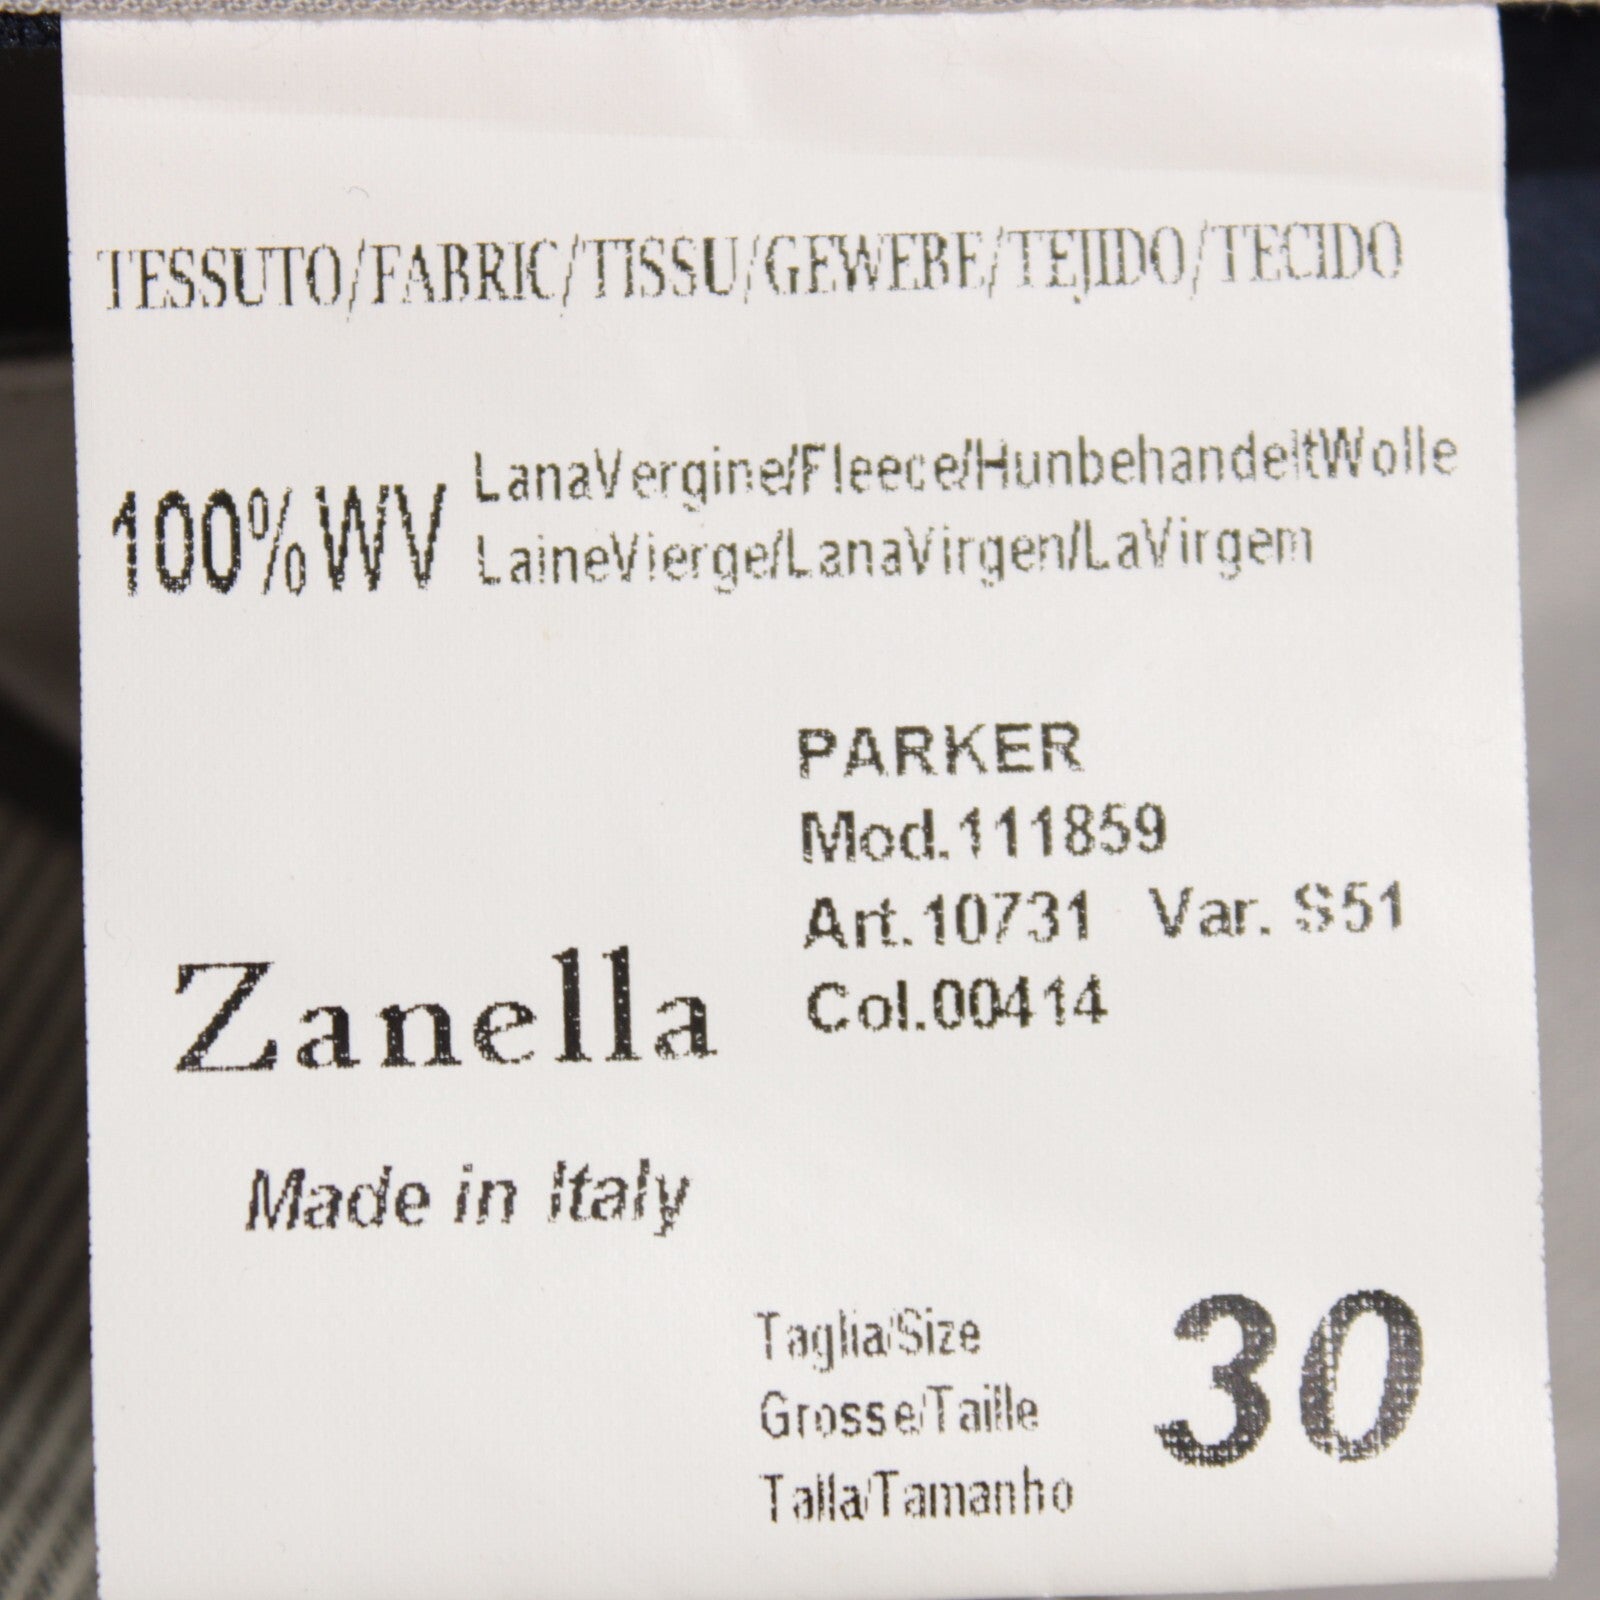 TESSUTO/FABRIC/TISSU/GEWEBE/TEJIDO/TECIDO
100%WV
LanaVergine/Fleece/HunbehandeltWolle
LaineVierge/LanaVirgen/LaVirgem
PARKER
Mod.111859
Art.10731 Var. S51
Col.00414
Zanella
Made in Italy
Taglia/Size
Grosse/Taille
Talla/Tamanho
30